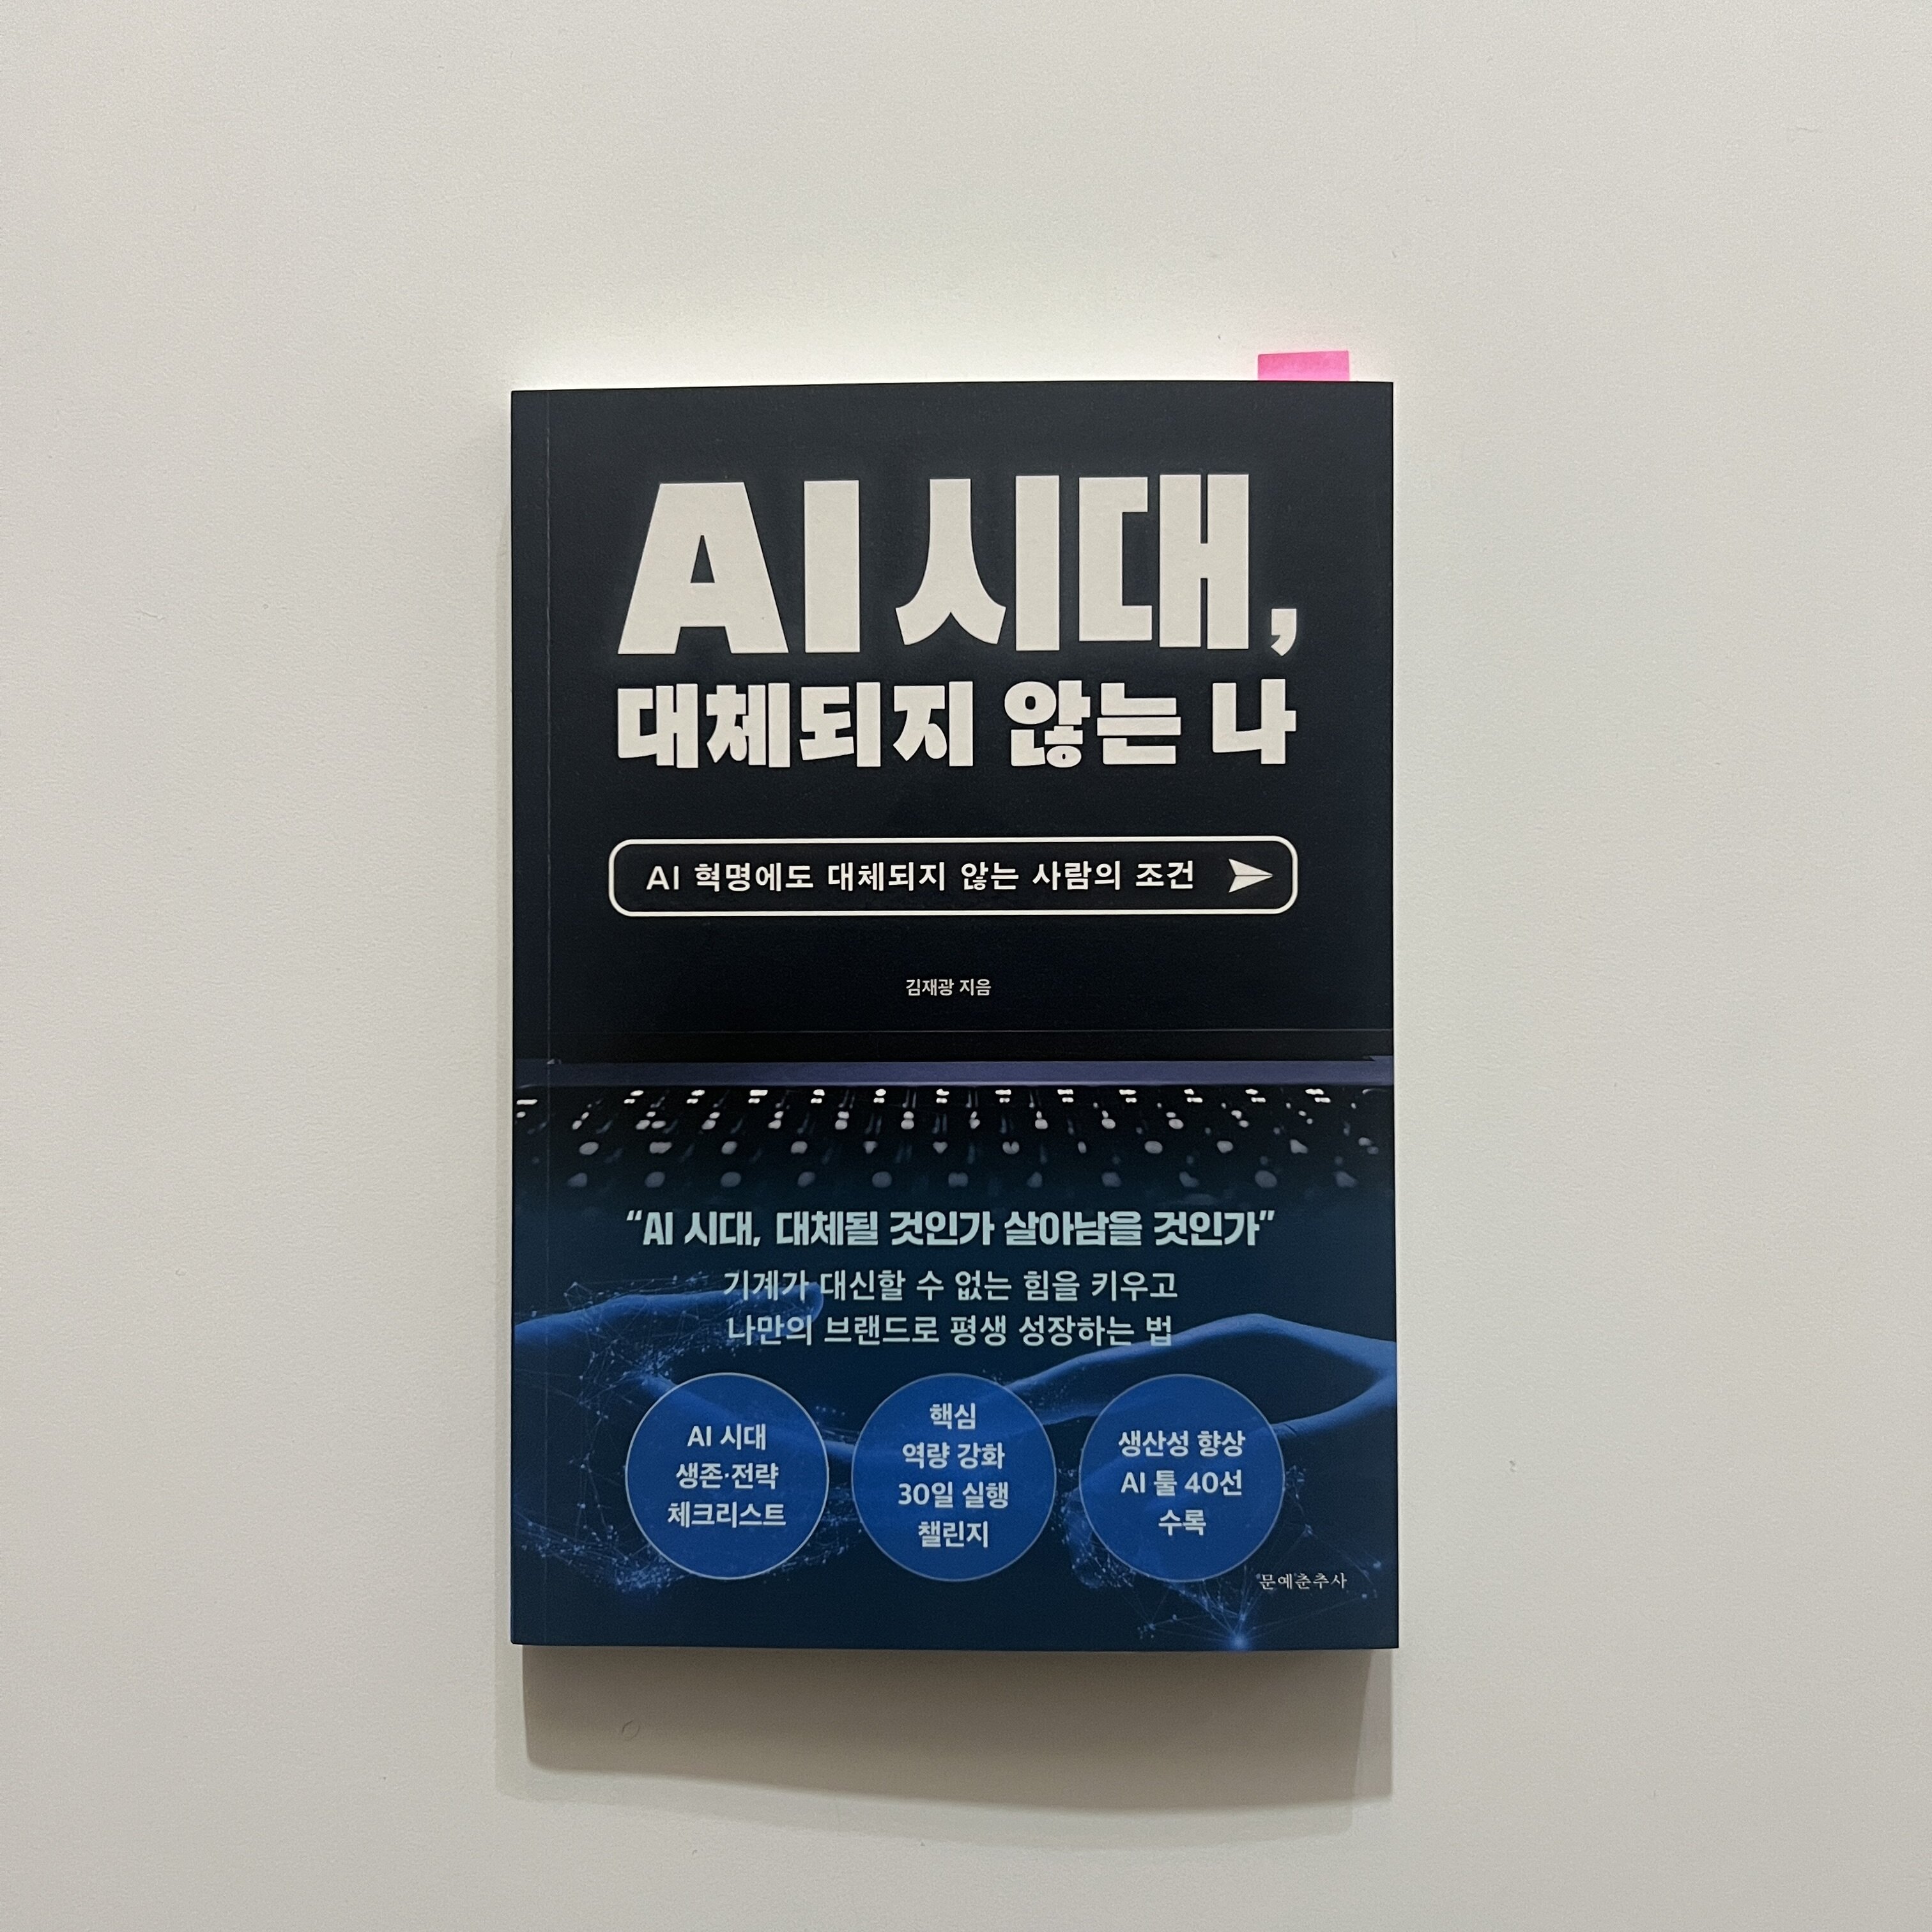 AI 시대,
대체되지 않는 나
AI 혁명에도 대체되지 않는 사람의 조건
김재광 지음
“AI 시대, 대체될 것인가 살아남을 것인가”
기계가 대신할 수 없는 힘을 키우고
나만의 브랜드로 평생 성장하는 법
AI 시대
생존·전략
체크리스트
핵심
역량 강화
30일 실행
챌린지
생산성 향상
AI 툴 40선
수록
문예춘추사